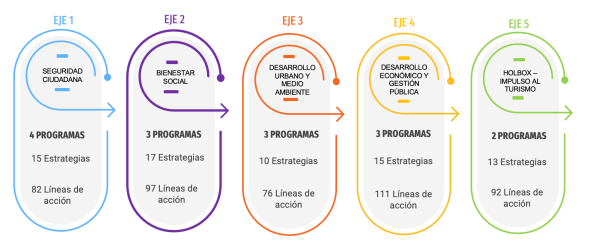 EJE 1
SEGURIDAD
CIUDADANA
4 PROGRAMAS
15 Estrategias
82 Líneas de
acción
EJE 2
BIENESTAR
SOCIAL
3 PROGRAMAS
17 Estrategias
97 Líneas de
acción
EJE 3
DESARROLLO
URBANO Y
MEDIO
AMBIENTE
3 PROGRAMAS
10 Estrategias
76 Líneas de
acción
EJE 4
DESARROLLO
ECONÓMICO Y
GESTIÓN
PÚBLICA
3 PROGRAMAS
15 Estrategias
111 Líneas de
acción
EJE 5
HOLBOX –
IMPULSO AL
TURISMO
2 PROGRAMAS
13 Estrategias
92 Líneas de
acción